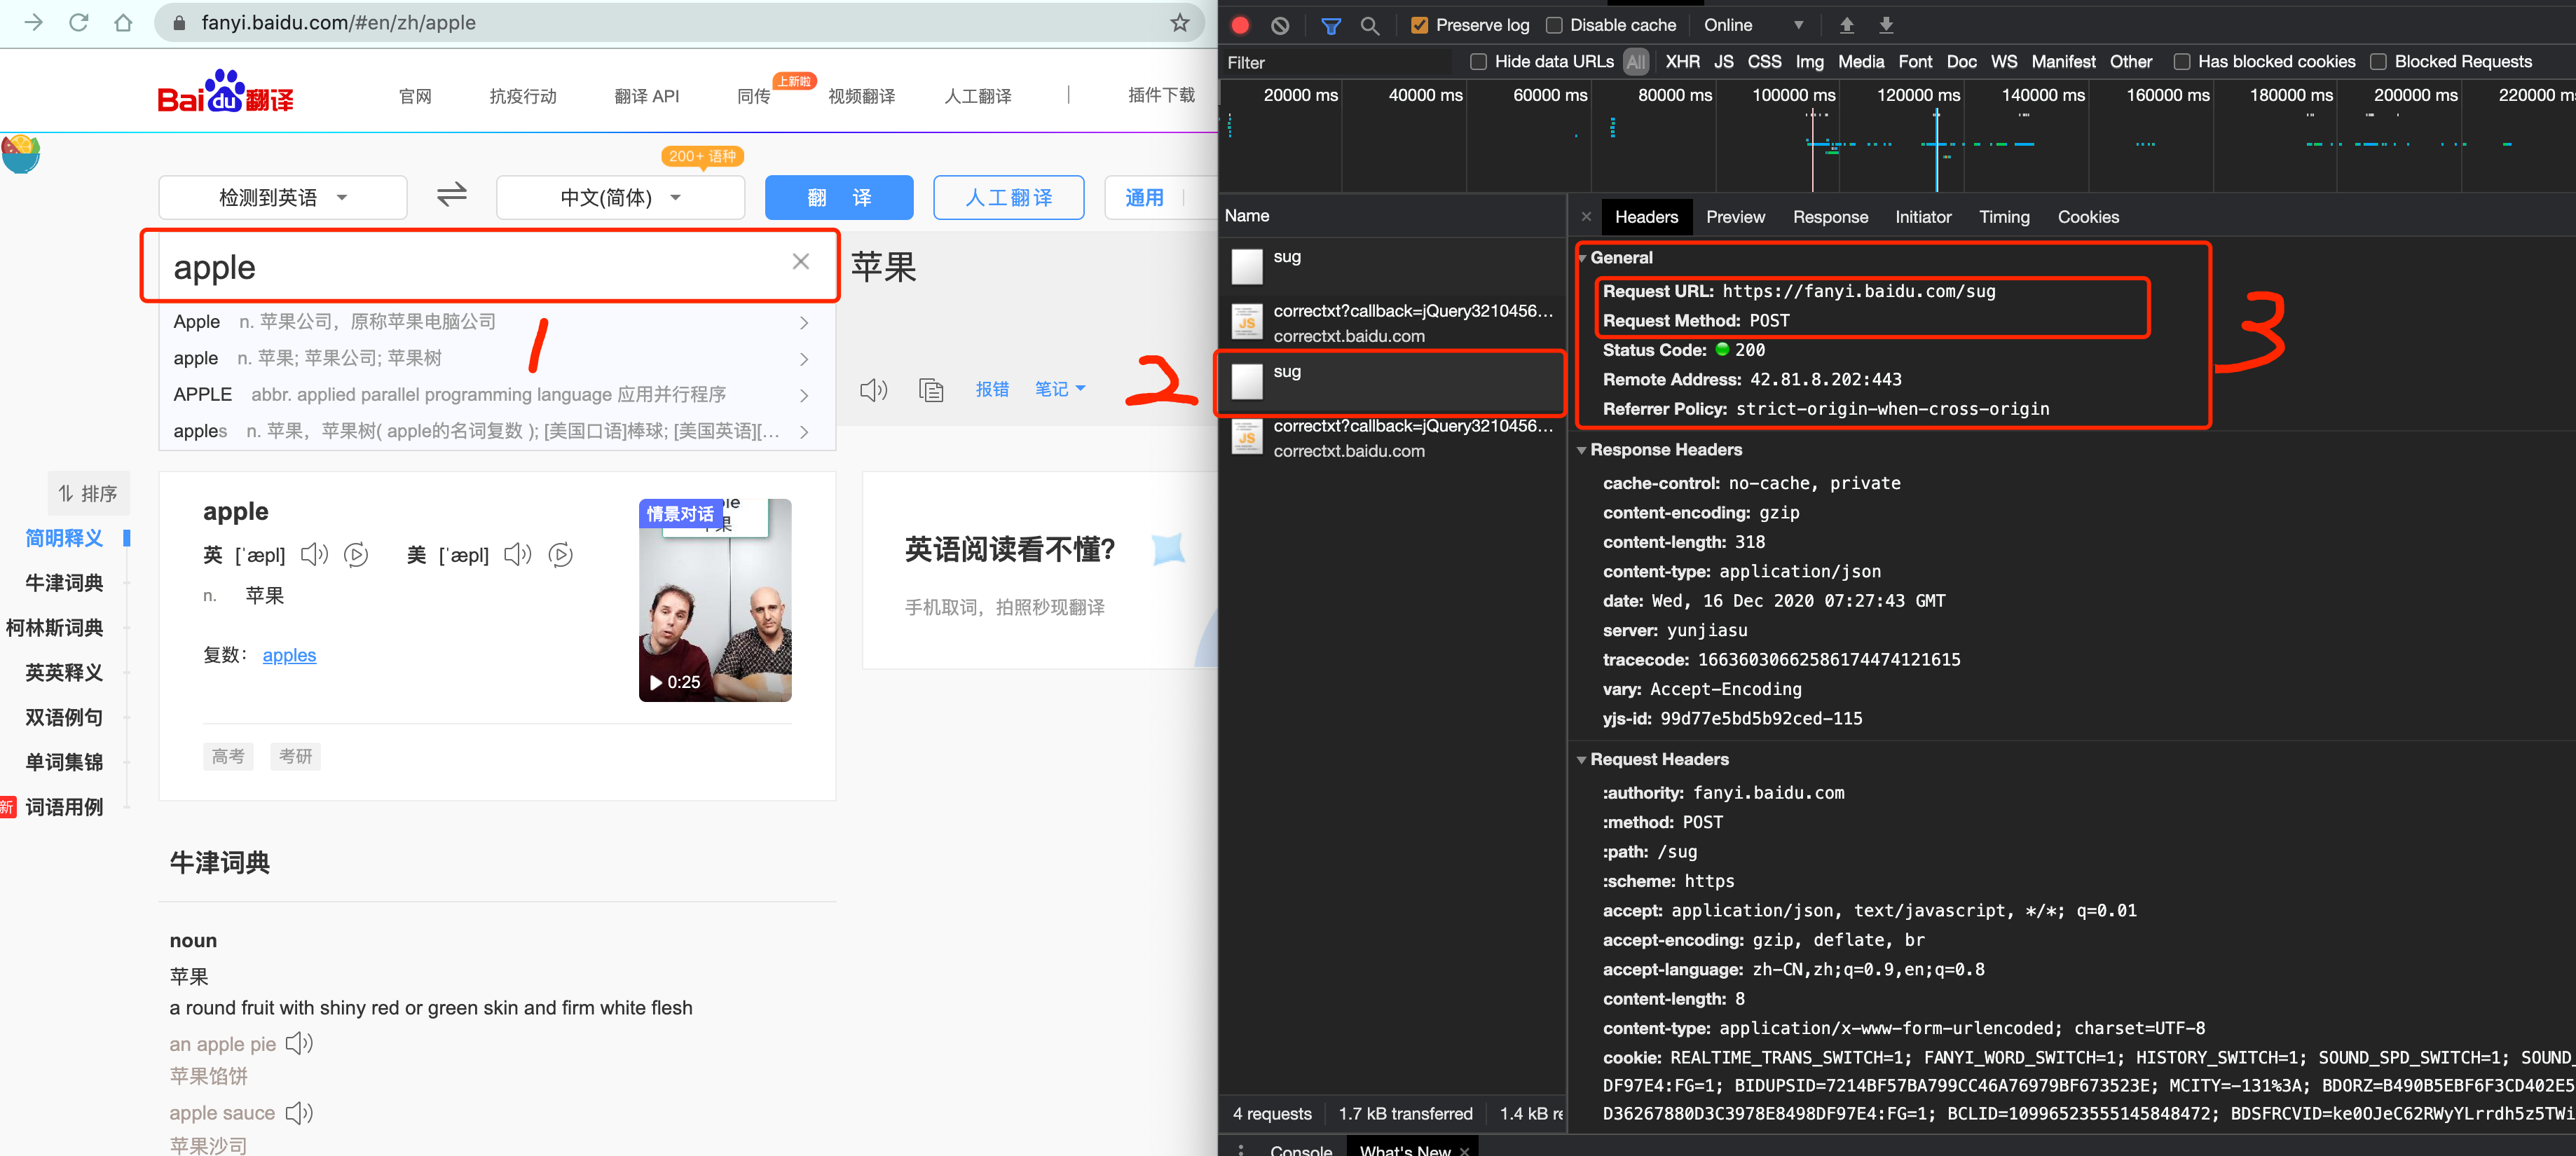 fanyi.baidu.com/#en/zh/apple
Bai du 翻译
官网 抗疫行动 翻译 API 同传 上新啦 视频翻译 人工翻译 | 插件下载
200+ 语种
检测到英语 中文(简体) 翻 译 人工翻译 通用
apple
苹果
Apple n. 苹果公司，原称苹果电脑公司
apple n. 苹果; 苹果公司; 苹果树
APPLE abbr. applied parallel programming language 应用并行程序
apples n. 苹果，苹果树( apple的名词复数 ); [美国口语]棒球; [美国英语][...
1
报错 笔记
2
排序
简明释义
牛津词典
柯林斯词典
英英释义
双语例句
单词集锦
新 词语用例
apple
英 [ˈæpl] 美 [ˈæpl]
n. 苹果
复数： apples
情景对话
0:25
高考 考研
英语阅读看不懂?
手机取词，拍照秒现翻译
牛津词典
noun
苹果
a round fruit with shiny red or green skin and firm white flesh
an apple pie
苹果馅饼
apple sauce
苹果沙司
Preserve log Disable cache Online
Filter Hide data URLs All XHR JS CSS Img Media Font Doc WS Manifest Other Has blocked cookies Blocked Requests
20000 ms 40000 ms 60000 ms 80000 ms 100000 ms 120000 ms 140000 ms 160000 ms 180000 ms 200000 ms 220000 m
Name
sug
correctxt?callback=jQuery3210456...
correctxt.baidu.com
sug
correctxt?callback=jQuery3210456...
correctxt.baidu.com
4 requests 1.7 kB transferred 1.4 kB re
Headers Preview Response Initiator Timing Cookies
General
Request URL: https://fanyi.baidu.com/sug
Request Method: POST
Status Code: 200
Remote Address: 42.81.8.202:443
Referrer Policy: strict-origin-when-cross-origin
3
Response Headers
cache-control: no-cache, private
content-encoding: gzip
content-length: 318
content-type: application/json
date: Wed, 16 Dec 2020 07:27:43 GMT
server: yunjiasu
tracecode: 16636030662586174474121615
vary: Accept-Encoding
yjs-id: 99d77e5bd5b92ced-115
Request Headers
:authority: fanyi.baidu.com
:method: POST
:path: /sug
:scheme: https
accept: application/json, text/javascript, */*; q=0.01
accept-encoding: gzip, deflate, br
accept-language: zh-CN,zh;q=0.9,en;q=0.8
content-length: 8
content-type: application/x-www-form-urlencoded; charset=UTF-8
cookie: REALTIME_TRANS_SWITCH=1; FANYI_WORD_SWITCH=1; HISTORY_SWITCH=1; SOUND_SPD_SWITCH=1; SOUND_
DF97E4:FG=1; BIDUPSID=7214BF57BA799CC46A76979BF673523E; MCITY=-131%3A; BDORZ=B490B5EBF6F3CD402E5
D36267880D3C3978E8498DF97E4:FG=1; BCLID=10996523555145848472; BDSFRCVID=ke0OJeC62RWyYLrrdh5z5TWi
Console What's New